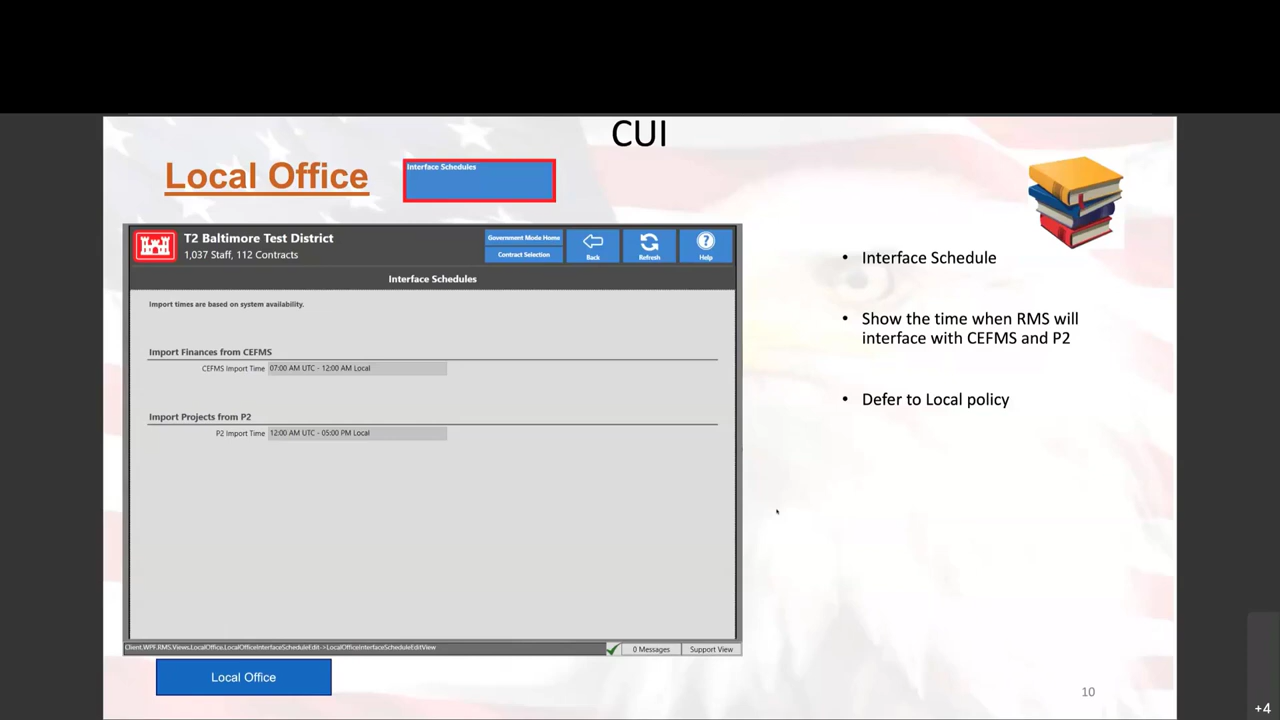 CUI
Local Office
Interface Schedules
T2 Baltimore Test District
1,037 Staff, 112 Contracts
Government Mode Home
Contract Selection
Back
Refresh
Help
Interface Schedules
Import times are based on system availability.
Import Finances from CEFMS
CEFMS Import Time 07:00 AM UTC - 12:00 AM Local
Import Projects from P2
P2 Import Time 12:00 AM UTC - 05:00 PM Local
Client.WPF.RMS.Views.LocalOffice.LocalOfficeInterfaceScheduleEdit->LocalOfficeInterfaceScheduleEditView
0 Messages
Support View
• Interface Schedule
• Show the time when RMS will
interface with CEFMS and P2
• Defer to Local policy
Local Office
10
+4